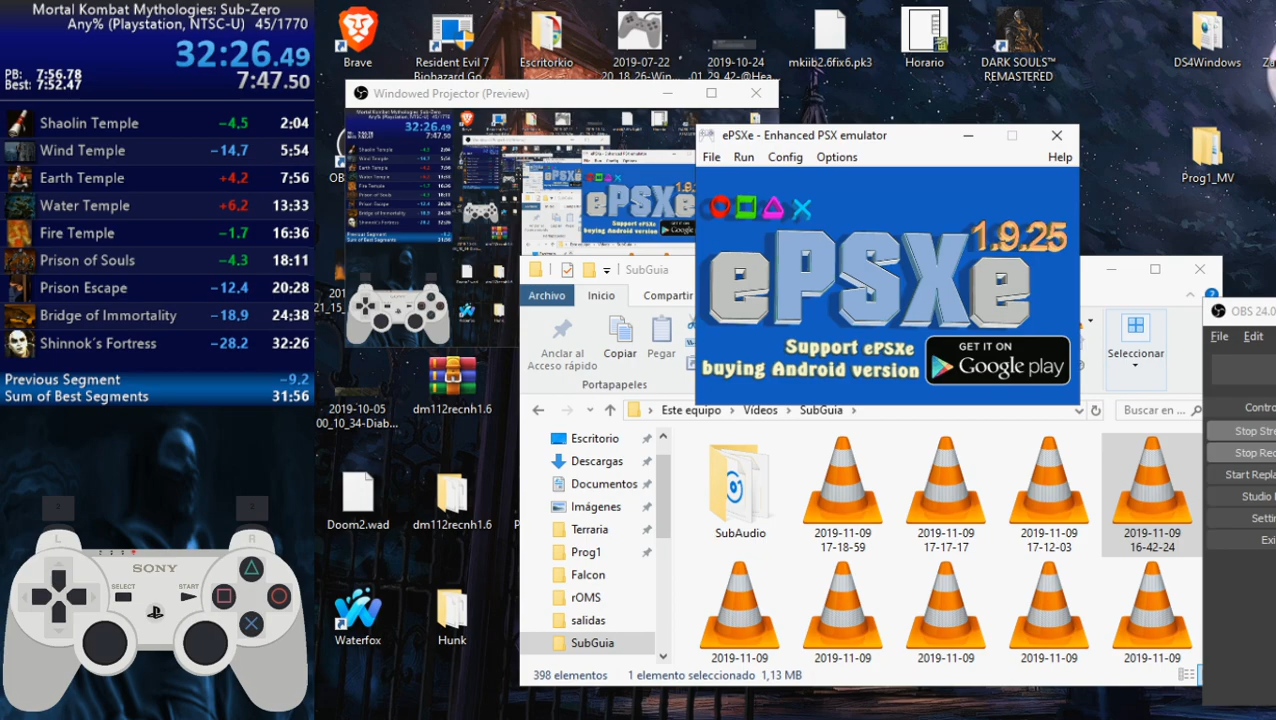 Mortal Kombat Mythologies: Sub-Zero
Any% (Playstation, NTSC-U) 45/1770
32:26.49
PB: 7:56.78
Best: 7:52.47
7:47.50
Shaolin Temple −4.5 2:04
Wind Temple −14.7 5:54
Earth Temple +4.2 7:56
Water Temple +6.2
Fire Temple −1.7
Prison of Souls −4.3
Prison Escape −12.4 20:28
Bridge of Immortality −18.9 24:38
Shinnok's Fortress −28.2 32:26
Previous Segment −9.2
Sum of Best Segments 31:56
L
R
SONY
SELECT
START
Brave
Resident Evil 7
Biohazard Go...
Escritorkio
2019-07-22
20_18_26-Win...
2019-10-24
01_29_42-@Hea...
mkiib2.6fix6.pk3
Horario
DARK SOULS™
REMASTERED
DS4Windows
Prog1_MV
Windowed Projector (Preview)
ePSXe - Enhanced PSX emulator
File Run Config Options Help
1.9.25
ePSXe
Support ePSXe
buying Android version
GET IT ON
Google play
SubGuia
Archivo Inicio Compartir
Anclar al
Acceso rápido
Copiar
Pegar
Portapapeles
Seleccionar
Este equipo > Vídeos > SubGuia >
Buscar en ...
Escritorio
Descargas
Documentos
Imágenes
Terraria
Prog1
Falcon
rOMS
salidas
SubGuia
SubAudio
2019-11-09
17-18-59
2019-11-09
17-17-17
2019-11-09
17-12-03
2019-11-09
16-42-24
2019-11-09
2019-11-09
2019-11-09
2019-11-09
398 elementos 1 elemento seleccionado 1,13 MB
OBS 24.0
File Edit
Contro
Stop Stre
Stop Rec
Start Repla
Studio
Settin
Exi
2019-10-05
00_10_34-Diab...
dm112recnh1.6
Doom2.wad
dm112recnh1.6
Waterfox
Hunk